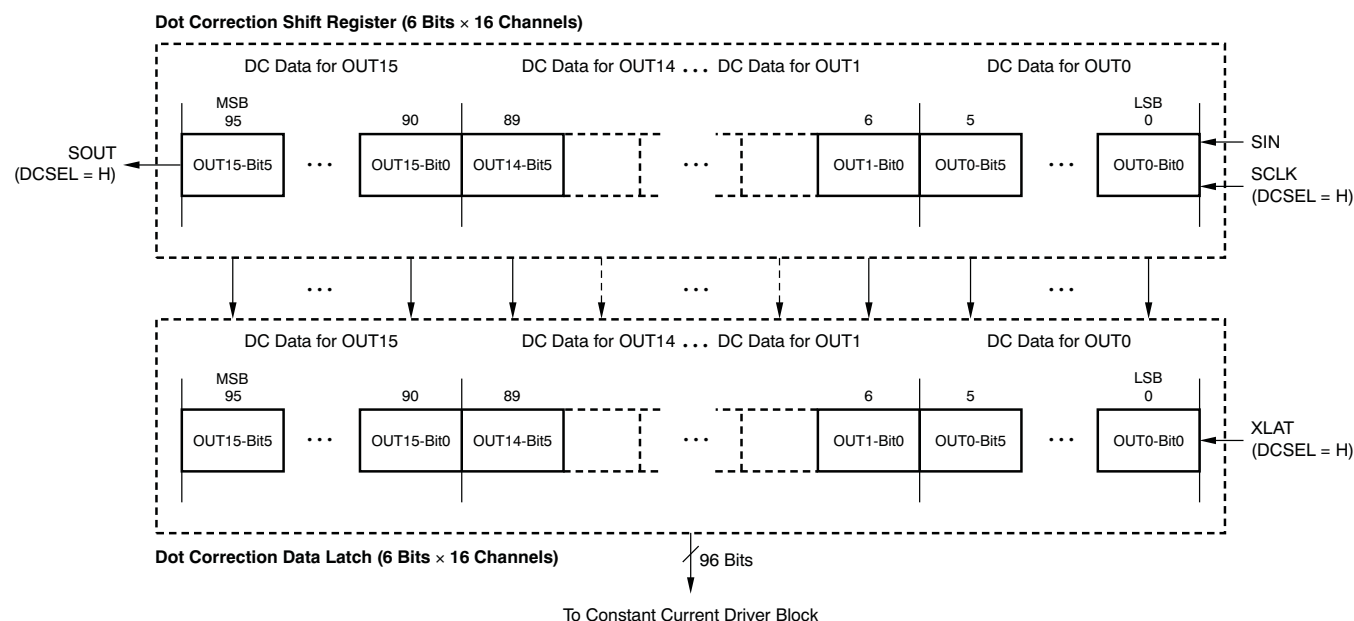 Dot Correction Shift Register (6 Bits × 16 Channels)
DC Data for OUT15
DC Data for OUT14 ... DC Data for OUT1
DC Data for OUT0
MSB
95
90
89
6
5
LSB
0
SOUT
(DCSEL = H)
OUT15-Bit5
...
OUT15-Bit0
OUT14-Bit5
...
OUT1-Bit0
OUT0-Bit5
...
OUT0-Bit0
SIN
SCLK
(DCSEL = H)
...
...
...
DC Data for OUT15
DC Data for OUT14 ... DC Data for OUT1
DC Data for OUT0
MSB
95
90
89
6
5
LSB
0
OUT15-Bit5
...
OUT15-Bit0
OUT14-Bit5
...
OUT1-Bit0
OUT0-Bit5
...
OUT0-Bit0
XLAT
(DCSEL = H)
Dot Correction Data Latch (6 Bits × 16 Channels)
96 Bits
To Constant Current Driver Block